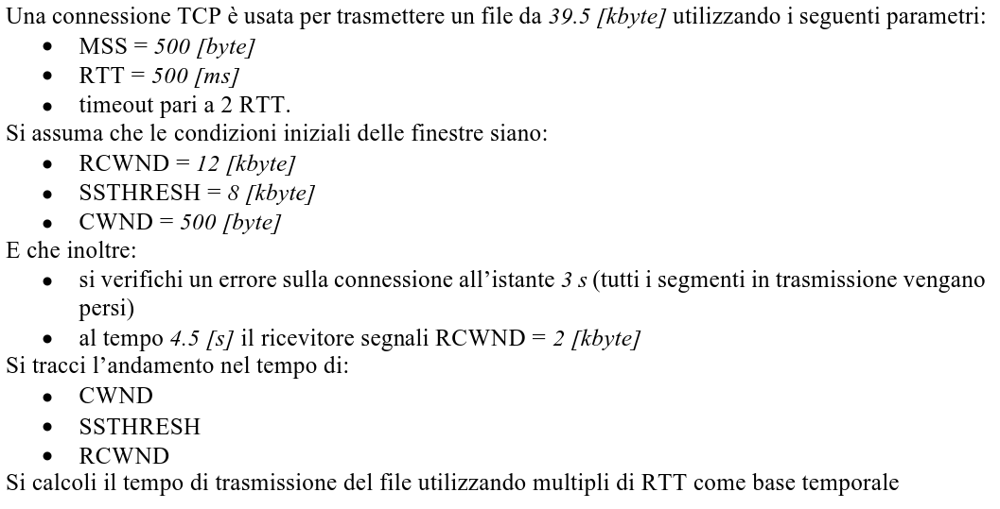 Una connessione TCP è usata per trasmettere un file da 39.5 [kbyte] utilizzando i seguenti parametri:
• MSS = 500 [byte]
• RTT = 500 [ms]
• timeout pari a 2 RTT.
Si assuma che le condizioni iniziali delle finestre siano:
• RCWND = 12 [kbyte]
• SSTHRESH = 8 [kbyte]
• CWND = 500 [byte]
E che inoltre:
• si verifichi un errore sulla connessione all'istante 3 s (tutti i segmenti in trasmissione vengano
persi)
• al tempo 4.5 [s] il ricevitore segnali RCWND = 2 [kbyte]
Si tracci l'andamento nel tempo di:
• CWND
• SSTHRESH
• RCWND
Si calcoli il tempo di trasmissione del file utilizzando multipli di RTT come base temporale